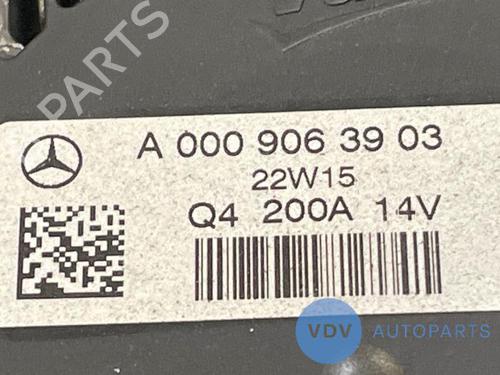 PARTS
A 000 906 39 03
22W15
Q4 200A 14V
VDV AUTOPARTS